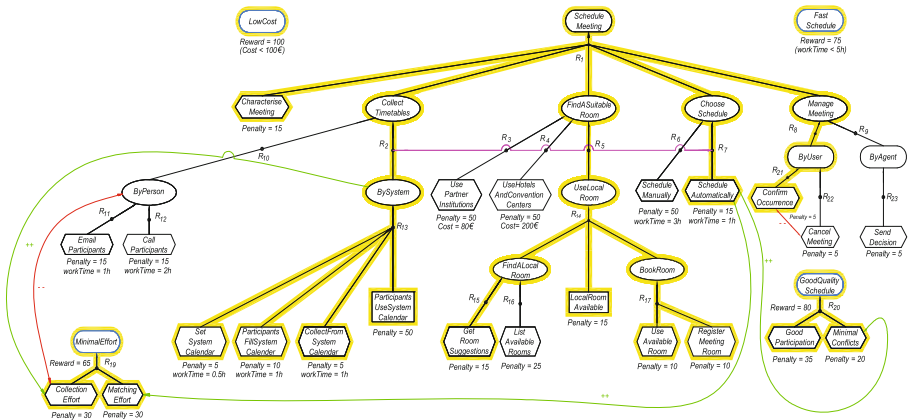 LowCost
Reward = 100
(Cost < 100€)
Schedule
Meeting
Fast
Schedule
Reward = 75
(workTime < 5h)
R1
Characterise
Meeting
Penalty = 15
Collect
Timetables
FindASuitable
Room
Choose
Schedule
Manage
Meeting
R2
R3
R4
R5
R6
R7
R8
R9
R10
ByPerson
BySystem
Use
Partner
Institutions
Penalty = 50
Cost = 80€
UseHotels
AndConvention
Centers
Penalty = 50
Cost= 200€
UseLocal
Room
Schedule
Manually
Penalty = 50
workTime = 3h
Schedule
Automatically
Penalty = 15
workTime = 1h
ByUser
ByAgent
R21
R22
R23
Confirm
Occurrence
Penalty = 5
Cancel
Meeting
Penalty = 5
Send
Decision
Penalty = 5
R11
R12
Email
Participants
Penalty = 15
workTime = 1h
Call
Participants
Penalty = 15
workTime = 2h
R13
R14
++
++
++
- -
- -
FindALocal
Room
BookRoom
Participants
UseSystem
Calendar
Penalty = 50
LocalRoom
Available
Penalty = 15
GoodQuality
Schedule
Reward = 80
R20
R15
R16
R17
Set
System
Calendar
Penalty = 5
workTime = 0.5h
Participants
FillSystem
Calender
Penalty = 10
workTime = 1h
CollectFrom
System
Calendar
Penalty = 5
workTime = 1h
Get
Room
Suggestions
Penalty = 15
List
Available
Rooms
Penalty = 25
Use
Available
Room
Penalty = 10
Register
Meeting
Room
Penalty = 10
Good
Participation
Penalty = 35
Minimal
Conflicts
Penalty = 20
MinimalEffort
Reward = 65
R19
Collection
Effort
Penalty = 30
Matching
Effort
Penalty = 30